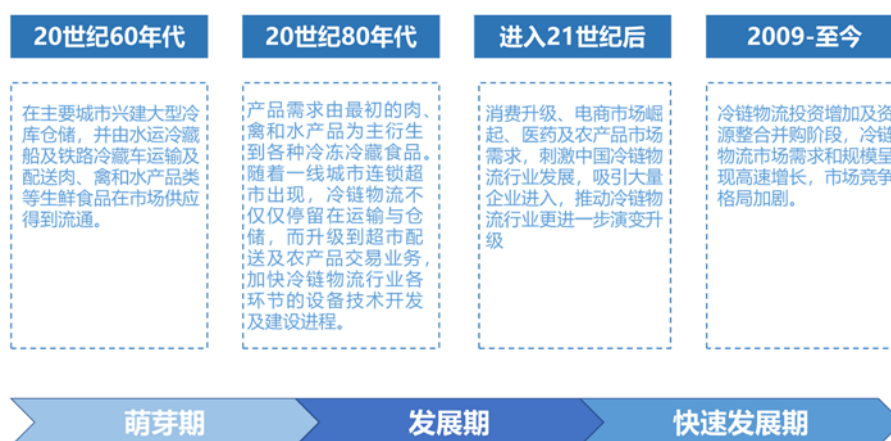 20世纪60年代
在主要城市兴建大型冷
库仓储，并由水运冷藏
船及铁路冷藏车运输及
配送肉、禽和水产品类
等生鲜食品在市场供应
得到流通。
20世纪80年代
产品需求由最初的肉、
禽和水产品为主衍生
到各种冷冻冷藏食品。
随着一线城市连锁超
市出现，冷链物流不
仅仅停留在运输与仓
储，而升级到超市配
送及农产品交易业务，
加快冷链物流行业各
环节的设备技术开发
及建设进程。
进入21世纪后
消费升级、电商市场崛
起、医药及农产品市场
需求，刺激中国冷链物
流行业发展，吸引大量
企业进入，推动冷链物
流行业更进一步演变升
级
2009-至今
冷链物流投资增加及资
源整合并购阶段，冷链
物流市场需求和规模呈
现高速增长，市场竞争
格局加剧。
萌芽期
发展期
快速发展期